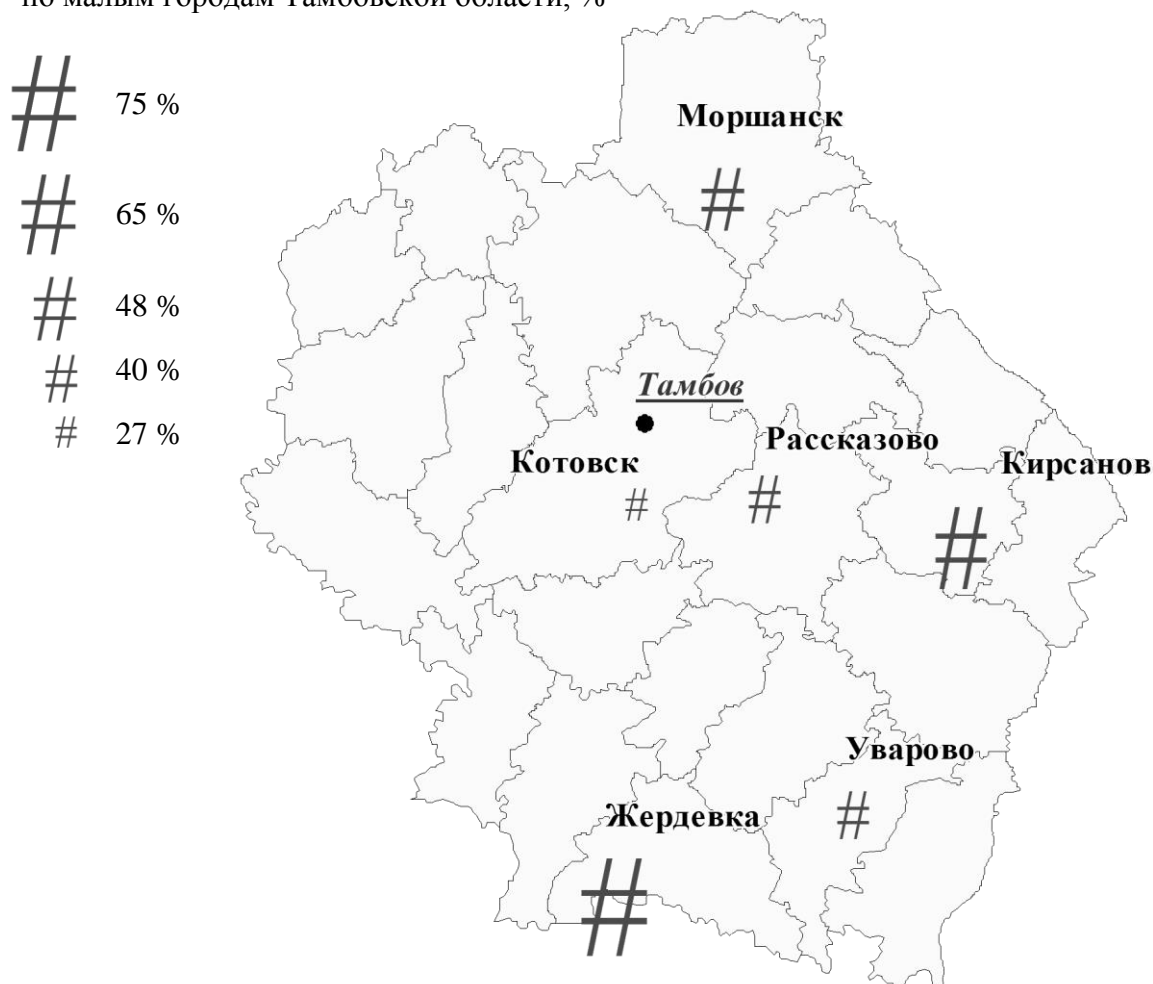 по малым городам Тамбовской области, %
# 75 %
# 65 %
# 48 %
# 40 %
# 27 %
Моршанск
#
Тамбов
Рассказово
Котовск
Кирсанов
#
#
#
Уварово
#
Жердевка
#